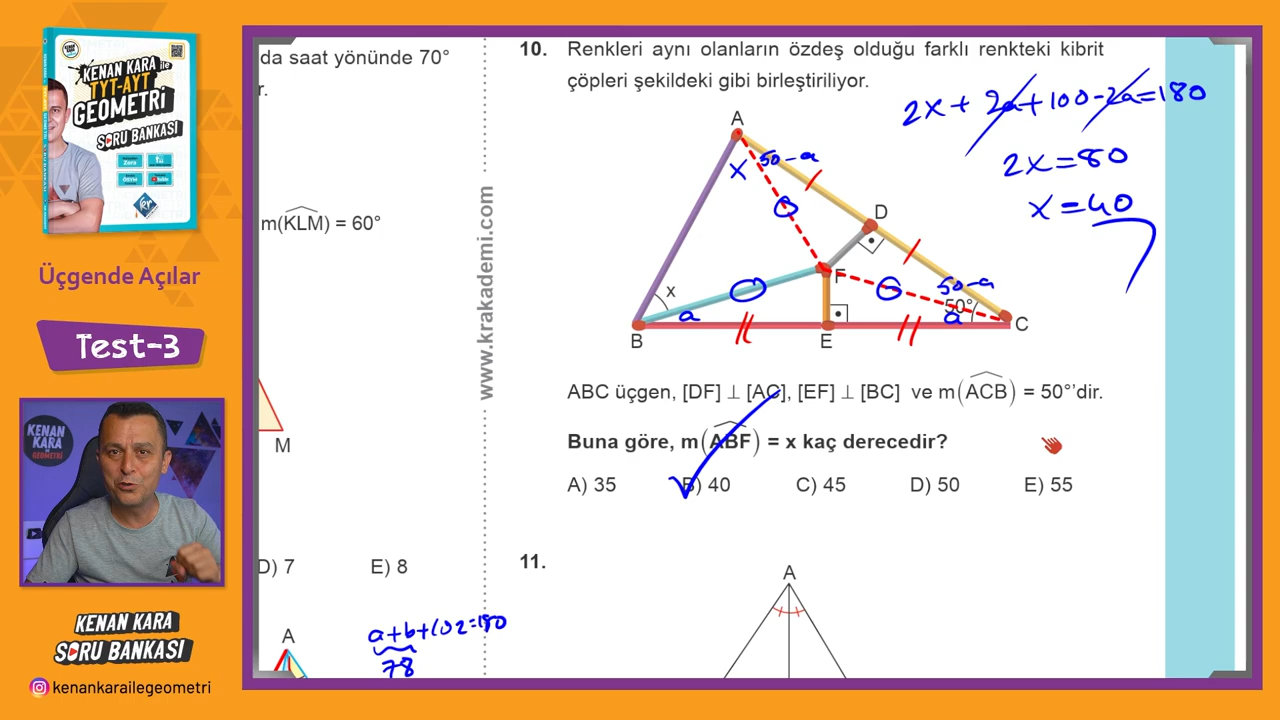 KENAN KARA ile
TYT-AYT
GEOMETRİ
SORU BANKASI
kr
Üçgende Açılar
Test-3
KENAN KARA
SORU BANKASI
kenankarailegeometri
da saat yönünde 70°
r.
m(KLM) = 60°
M
D) 7 E) 8
A
a+b+102=180
78
www.krakademi.com
10. Renkleri aynı olanların özdeş olduğu farklı renkteki kibrit
çöpleri şekildeki gibi birleştiriliyor.
2x + 2a + 100 - 2a = 180
2x = 80
x = 40
A
x 50-a
D
F
50-a
x
50°
a
a
B
E
C
ABC üçgen, [DF] ⊥ [AC], [EF] ⊥ [BC] ve m(ACB) = 50°'dir.
Buna göre, m(ABF) = x kaç derecedir?
A) 35 B) 40 C) 45 D) 50 E) 55
11.
A